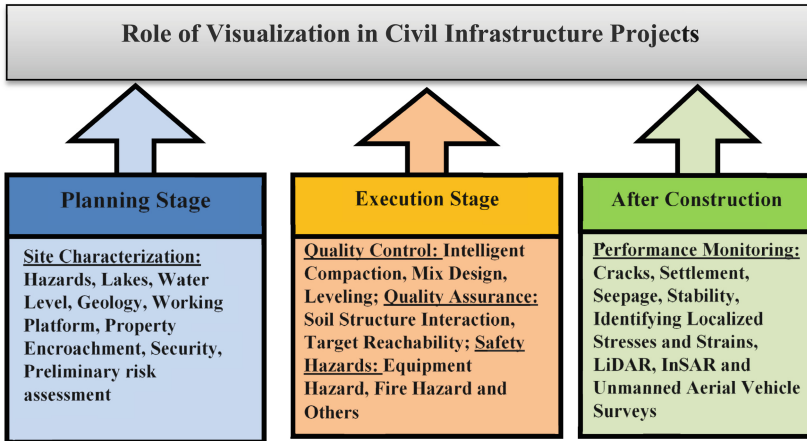 Role of Visualization in Civil Infrastructure Projects
Planning Stage
Site Characterization:
Hazards, Lakes, Water
Level, Geology, Working
Platform, Property
Encroachment, Security,
Preliminary risk
assessment
Execution Stage
Quality Control: Intelligent
Compaction, Mix Design,
Leveling; Quality Assurance:
Soil Structure Interaction,
Target Reachability; Safety
Hazards: Equipment
Hazard, Fire Hazard and
Others
After Construction
Performance Monitoring:
Cracks, Settlement,
Seepage, Stability,
Identifying Localized
Stresses and Strains,
LiDAR, InSAR and
Unmanned Aerial Vehicle
Surveys